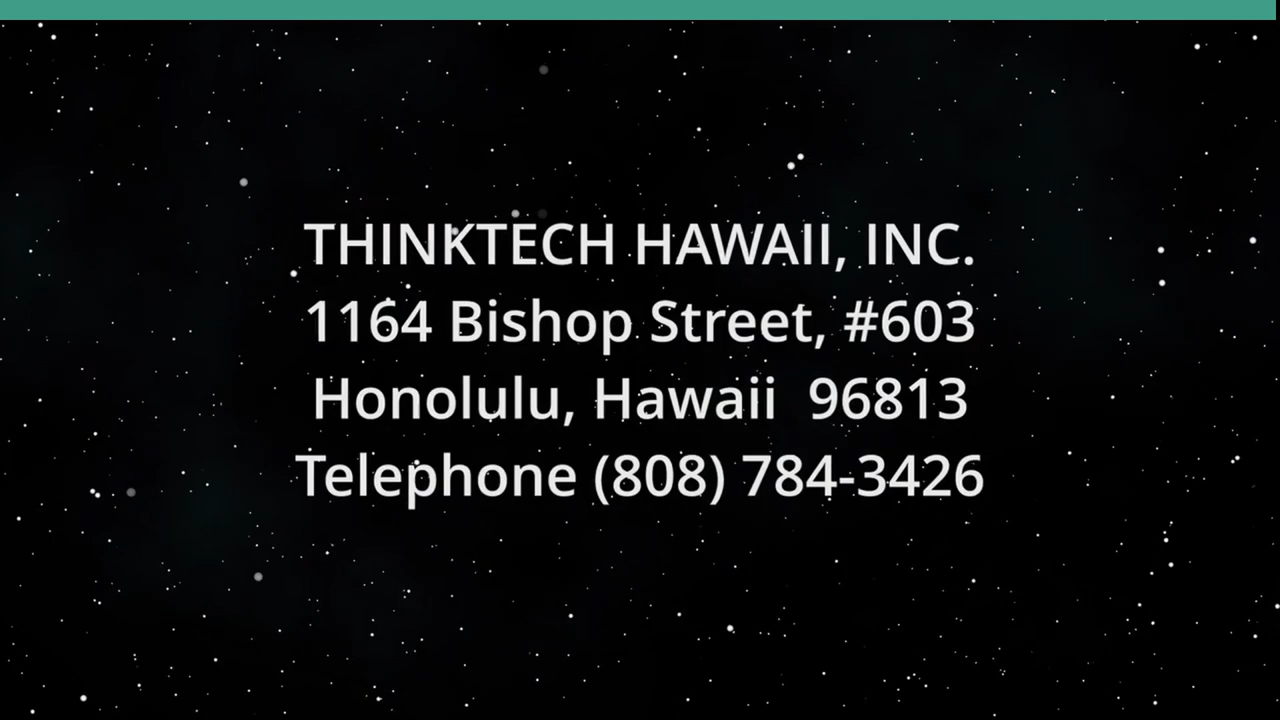 THINKTECH HAWAII, INC.
1164 Bishop Street, #603
Honolulu, Hawaii  96813
Telephone (808) 784-3426